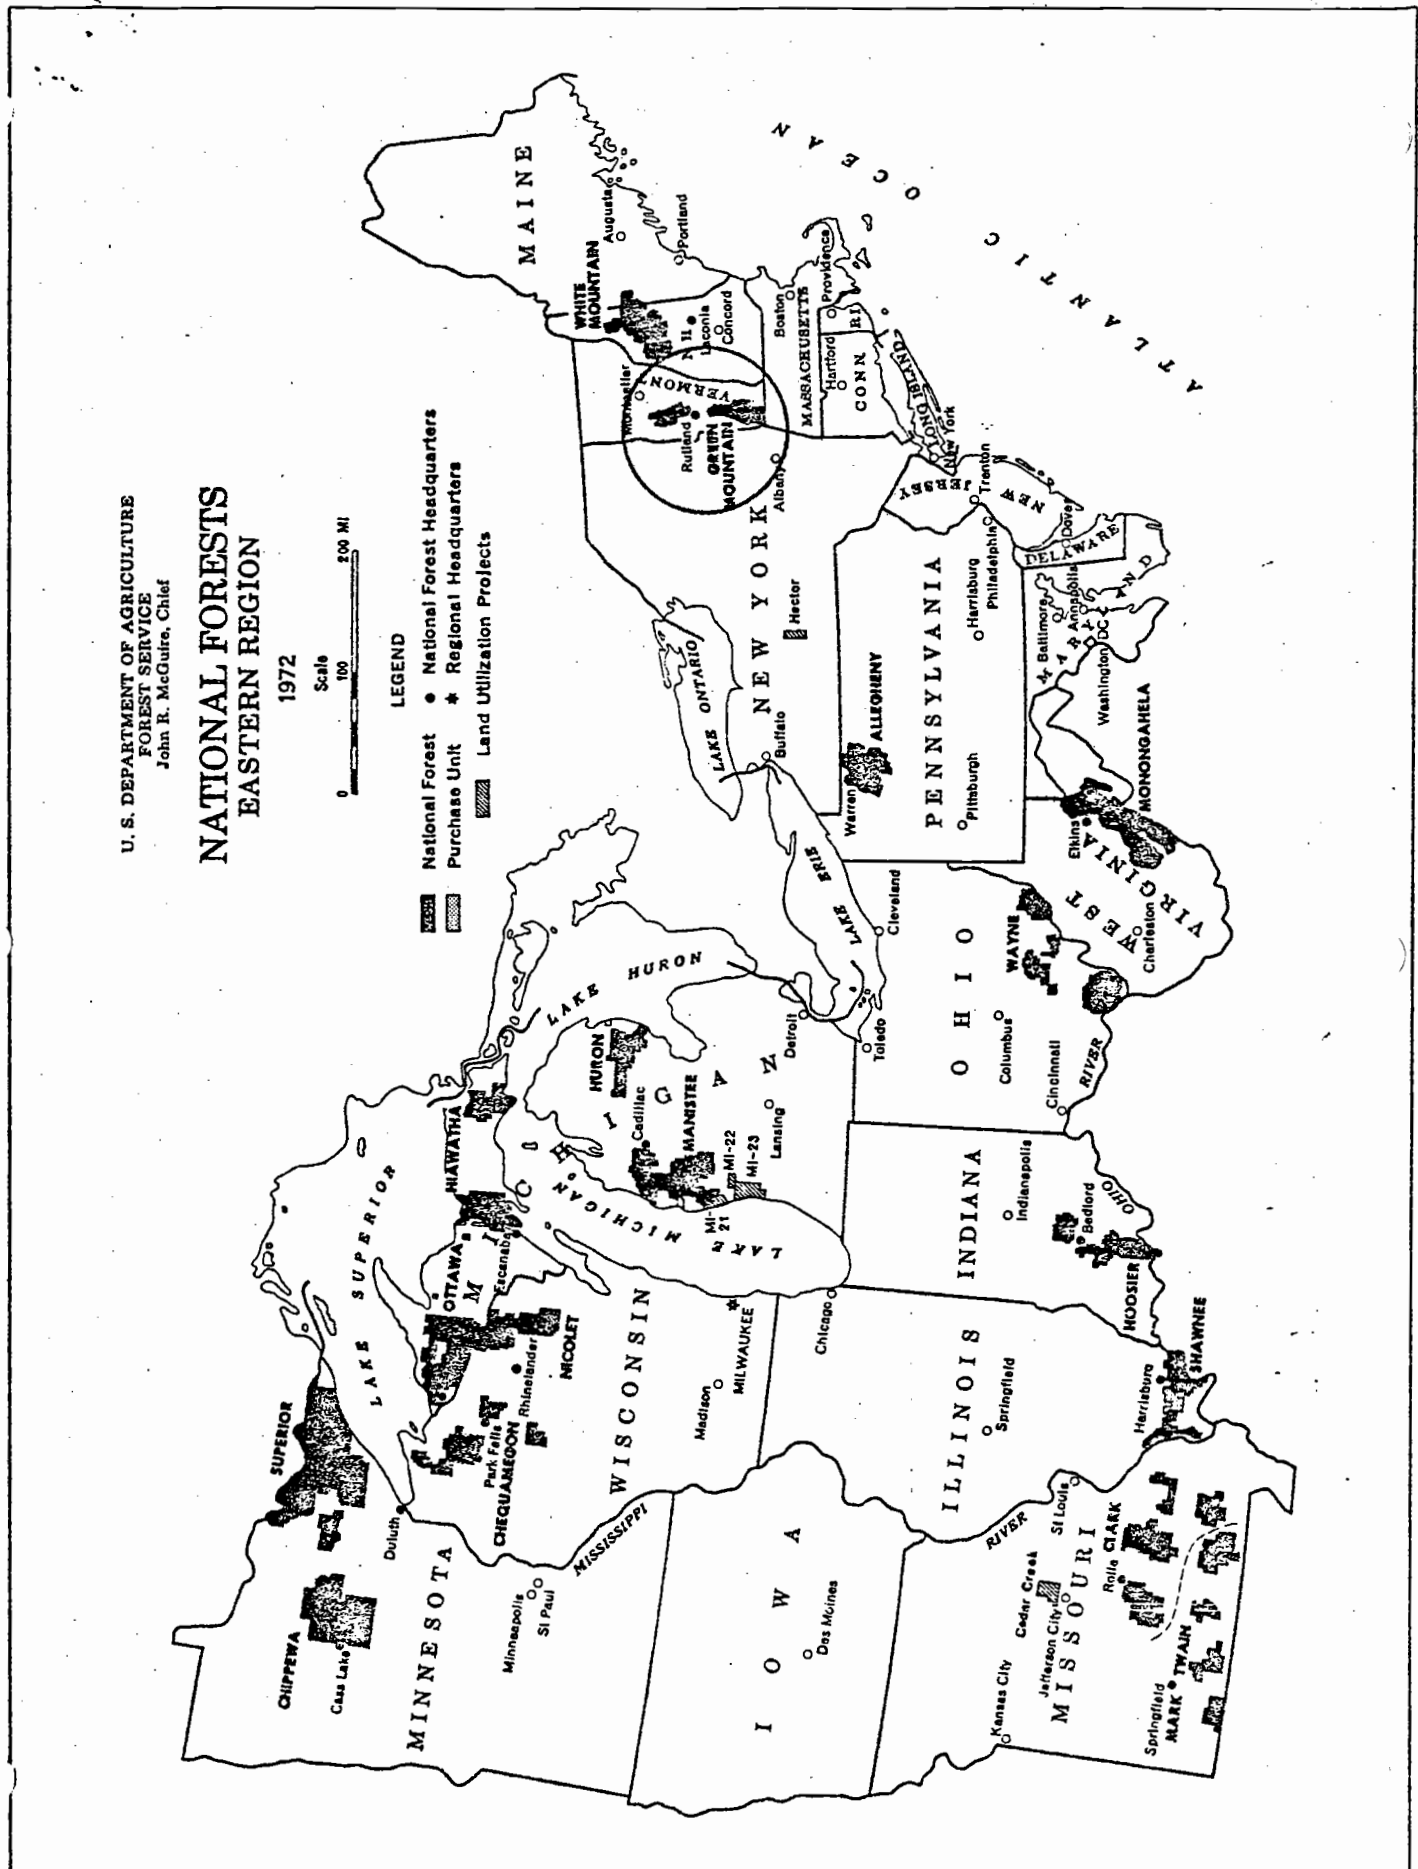 U. S. DEPARTMENT OF AGRICULTURE
FOREST SERVICE
John R. McGuire, Chief
NATIONAL FORESTS
EASTERN REGION
1972
Scale
0 100 200 MI
LEGEND
National Forest
National Forest Headquarters
Purchase Unit
Regional Headquarters
Land Utilization Projects
SUPERIOR
CHIPPEWA
Cass Lake
Duluth
MINNESOTA
Minneapolis
St Paul
LAKE SUPERIOR
HIAWATHA
OTTAWA
Escanaba
MICHIGAN
NICOLET
Rhinelander
Park Falls
CHEQUAMEGON
WISCONSIN
MISSISSIPPI
Madison
MILWAUKEE
LAKE MICHIGAN
LAKE HURON
HURON
Cadillac
MANISTEE
MI-21
MI-22
MI-23
Lansing
Detroit
IOWA
Des Moines
Chicago
ILLINOIS
Springfield
RIVER
St Louis
Harrisburg
SHAWNEE
MISSOURI
Kansas City
Jefferson City
Cedar Creek
Rolla
CLARK
Springfield
MARK TWAIN
INDIANA
Indianapolis
Bedford
HOOSIER
OHIO
RIVER
OHIO
Toledo
Cleveland
Columbus
Cincinnati
WAYNE
LAKE ERIE
LAKE ONTARIO
WEST VIRGINIA
Charleston
Elkins
MONONGAHELA
PENNSYLVANIA
Warren
ALLEGHENY
Pittsburgh
Harrisburg
Philadelphia
NEW YORK
Buffalo
Hector
Albany
New York
LONG ISLAND
MARYLAND
Baltimore
Annapolis
Washington, DC
DELAWARE
Dover
NEW JERSEY
Trenton
VERMONT
Montpelier
Rutland
GREEN MOUNTAIN
N H
Laconia
Concord
WHITE
MOUNTAIN
MAINE
Augusta
Portland
MASSACHUSETTS
Boston
CONN
Hartford
RI
Providence
ATLANTIC OCEAN